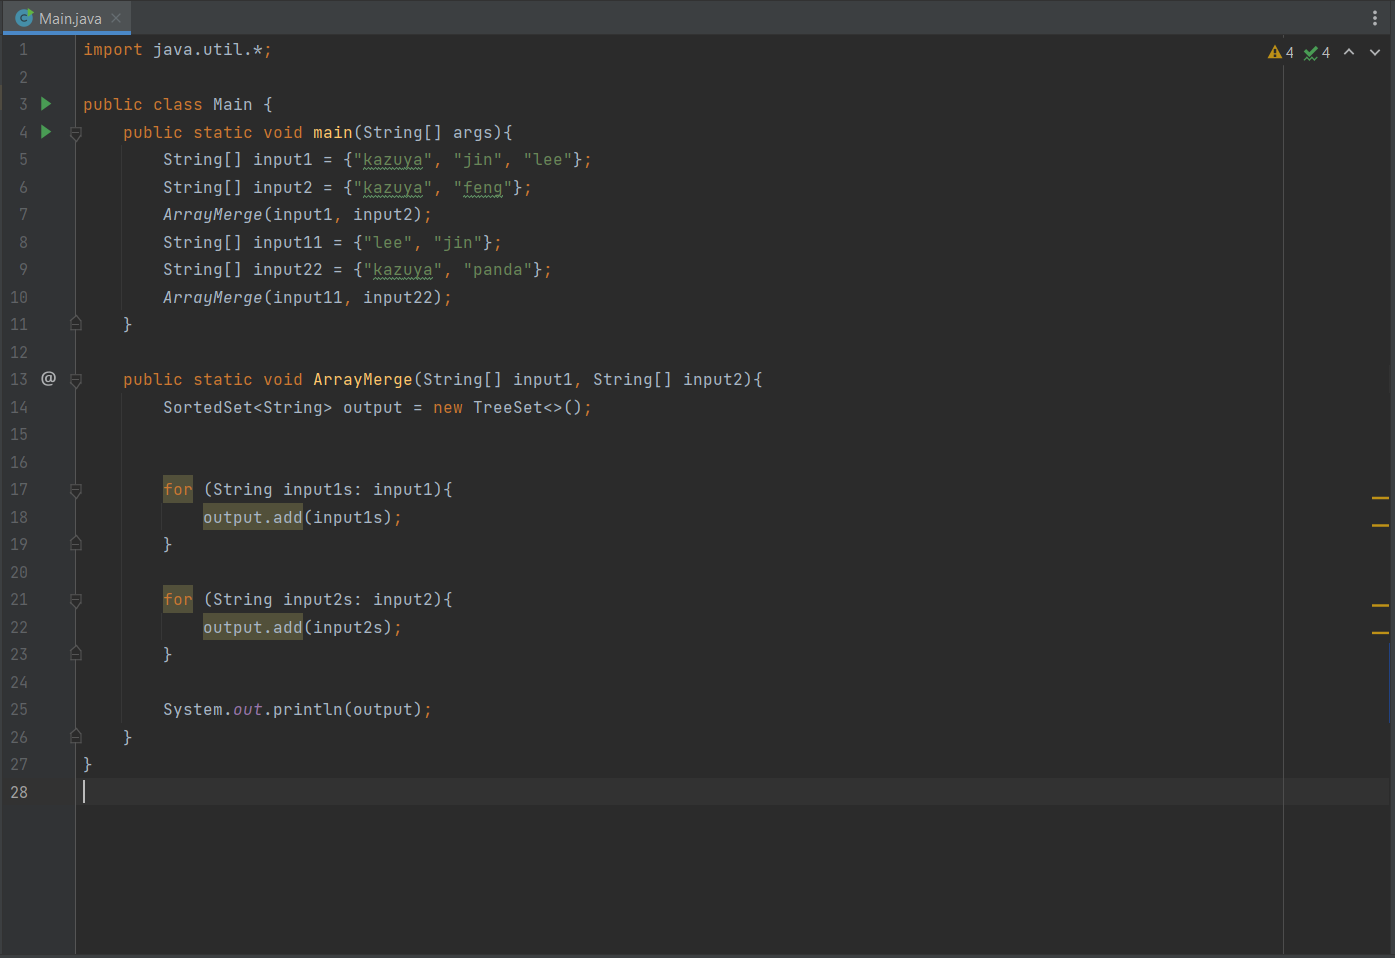 Main.java
4 4
1 import java.util.*;
2
3 public class Main {
4 public static void main(String[] args){
5 String[] input1 = {"kazuya", "jin", "lee"};
6 String[] input2 = {"kazuya", "feng"};
7 ArrayMerge(input1, input2);
8 String[] input11 = {"lee", "jin"};
9 String[] input22 = {"kazuya", "panda"};
10 ArrayMerge(input11, input22);
11 }
12
13 @ public static void ArrayMerge(String[] input1, String[] input2){
14 SortedSet<String> output = new TreeSet<>();
15
16
17 for (String input1s: input1){
18 output.add(input1s);
19 }
20
21 for (String input2s: input2){
22 output.add(input2s);
23 }
24
25 System.out.println(output);
26 }
27 }
28